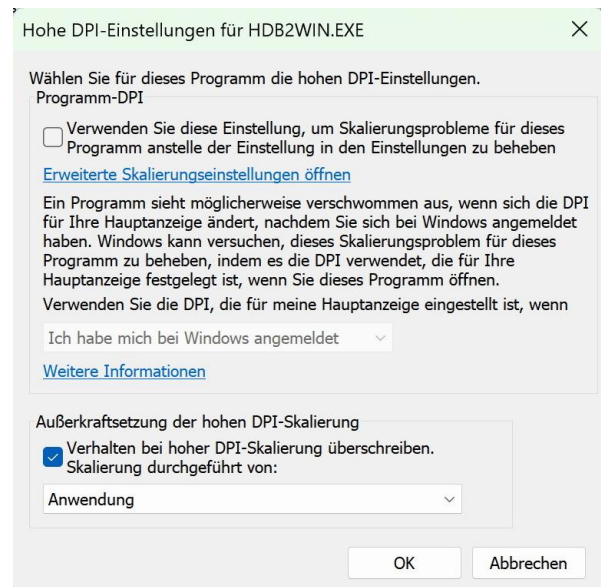 Hohe DPI-Einstellungen für HDB2WIN.EXE
Wählen Sie für dieses Programm die hohen DPI-Einstellungen.
Programm-DPI
Verwenden Sie diese Einstellung, um Skalierungsprobleme für dieses
Programm anstelle der Einstellung in den Einstellungen zu beheben
Erweiterte Skalierungseinstellungen öffnen
Ein Programm sieht möglicherweise verschwommen aus, wenn sich die DPI
für Ihre Hauptanzeige ändert, nachdem Sie sich bei Windows angemeldet
haben. Windows kann versuchen, dieses Skalierungsproblem für dieses
Programm zu beheben, indem es die DPI verwendet, die für Ihre
Hauptanzeige festgelegt ist, wenn Sie dieses Programm öffnen.
Verwenden Sie die DPI, die für meine Hauptanzeige eingestellt ist, wenn
Ich habe mich bei Windows angemeldet
Weitere Informationen
Außerkraftsetzung der hohen DPI-Skalierung
Verhalten bei hoher DPI-Skalierung überschreiben.
Skalierung durchgeführt von:
Anwendung
OK
Abbrechen